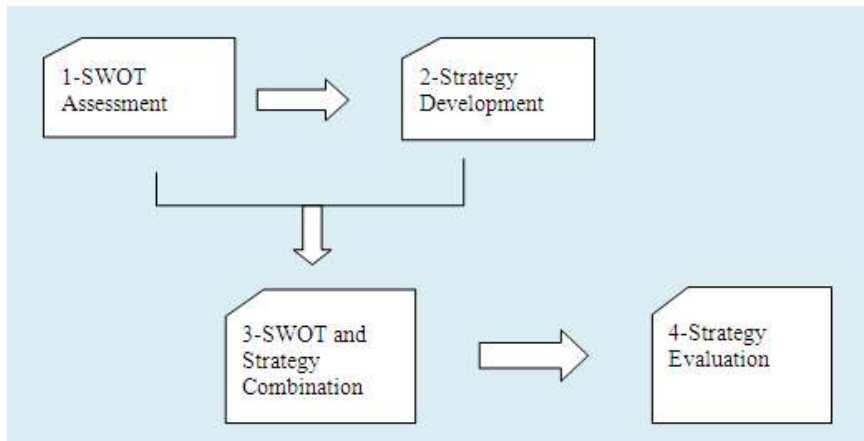 1-SWOT
Assessment
2-Strategy
Development
3-SWOT and
Strategy
Combination
4-Strategy
Evaluation